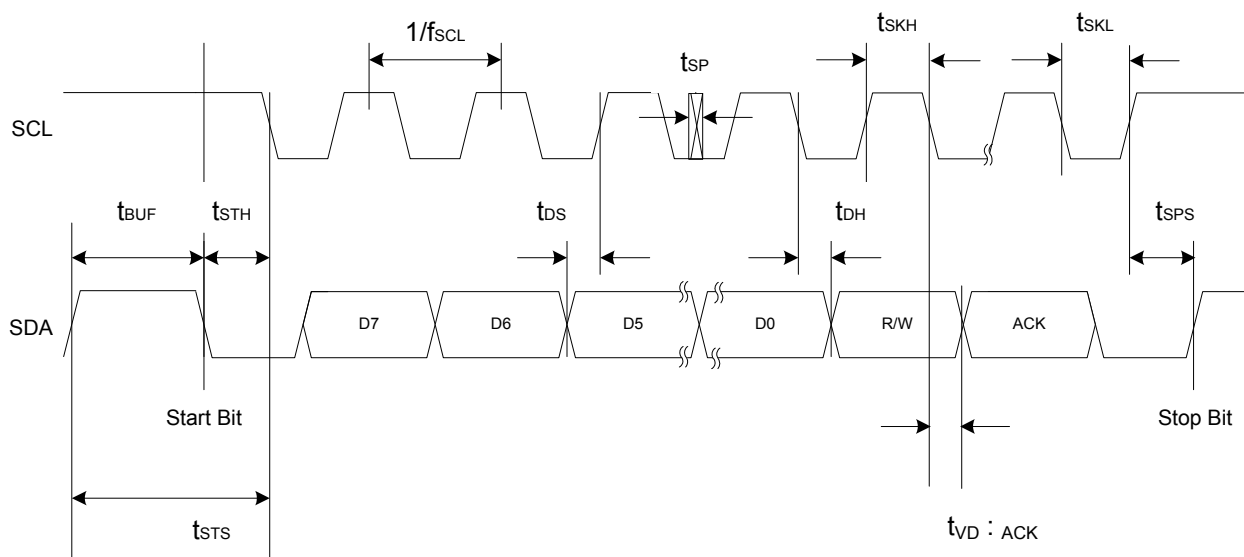 tSKH
tSKL
1/fSCL
tSP
SCL
tBUF
tSTH
tDS
tDH
tSPS
SDA
D7
D6
D5
D0
R/W
ACK
Start Bit
Stop Bit
tSTS
tVD : ACK